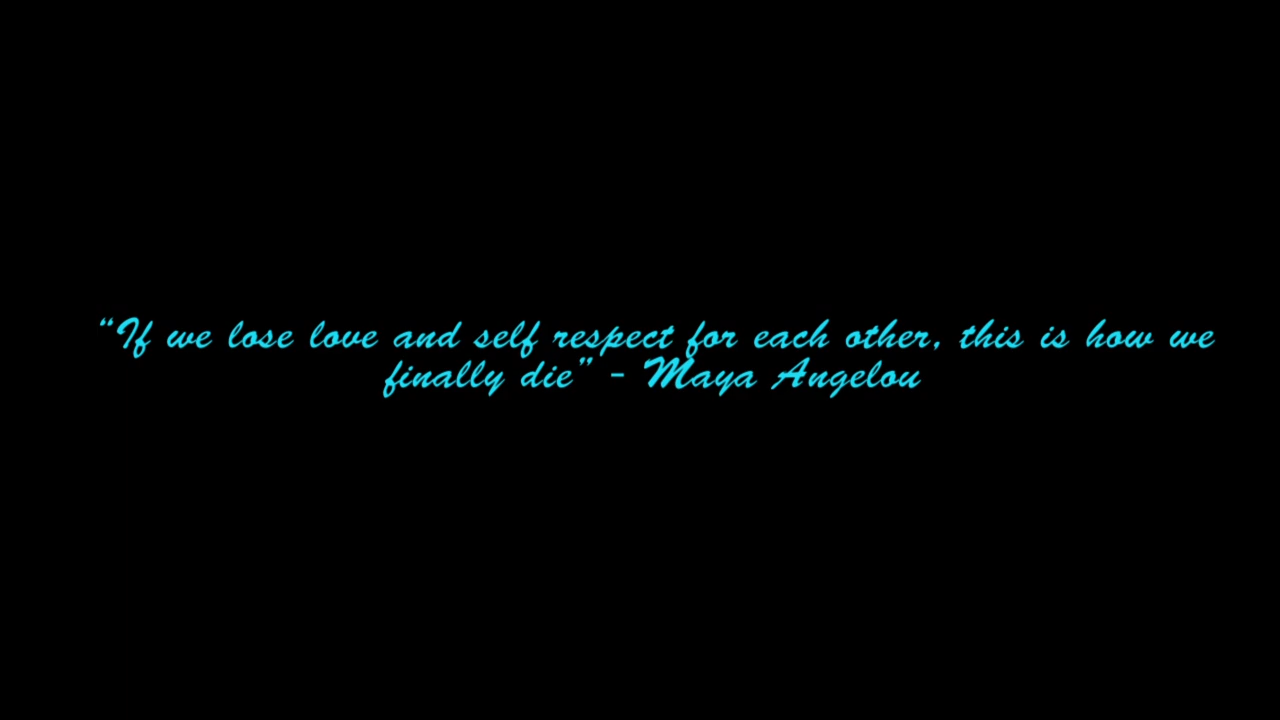 “If we lose love and self respect for each other, this is how we
finally die” - Maya Angelou